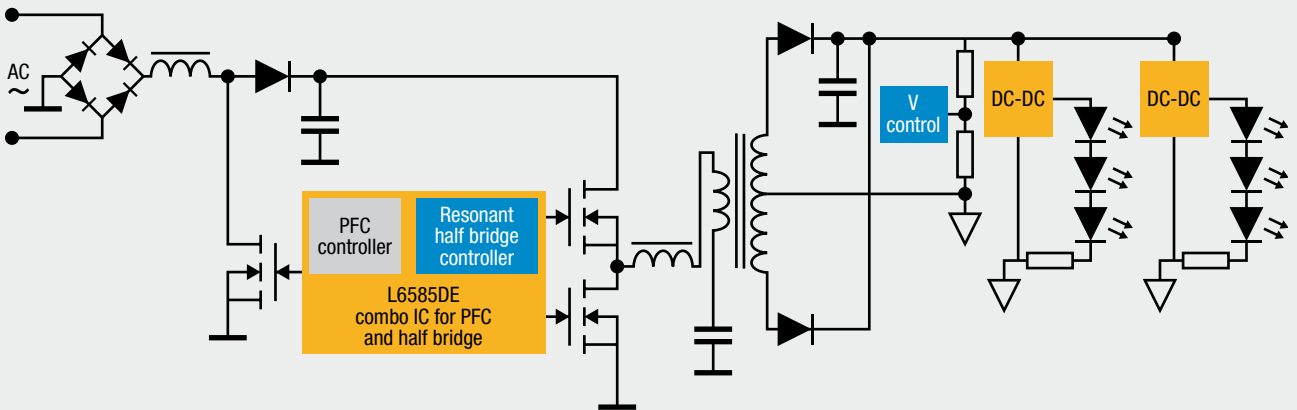 AC
~
PFC
controller
Resonant
half bridge
controller
L6585DE
combo IC for PFC
and half bridge
V
control
DC-DC
DC-DC